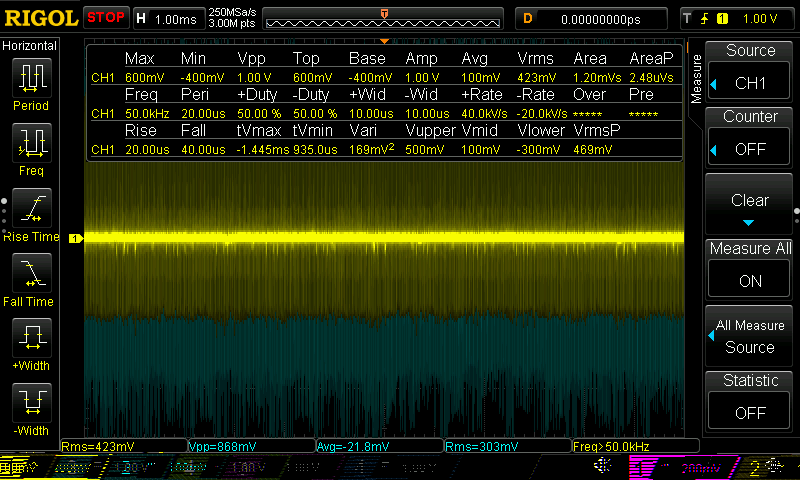 RIGOL STOP H 1.00ms 250MSa/s 3.00M pts T D 0.00000000ps T 1 1.00 V
Horizontal
Period
Freq
Rise Time
Fall Time
+Width
-Width
Max Min Vpp Top Base Amp Avg Vrms Area AreaP
CH1 600mV -400mV 1.00 V 600mV -400mV 1.00 V 100mV 423mV 1.20mVs 2.48uVs
Freq Peri +Duty -Duty +Wid -Wid +Rate -Rate Over Pre
CH1 50.0kHz 20.00us 50.00 % 50.00 % 10.00us 10.00us 40.0kV/s -20.0kV/s ***** *****
Rise Fall tVmax tVmin Vari Vupper Vmid Vlower VrmsP
CH1 20.00us 40.00us -1.445ms 935.0us 169mV² 500mV 100mV -300mV 469mV
1
Measure
Source
CH1
Counter
OFF
Clear
Measure All
ON
All Measure
Source
Statistic
OFF
Rms=423mV Vpp=868mV Avg=-21.8mV Rms=303mV Freq>50.0kHz
200mV 2